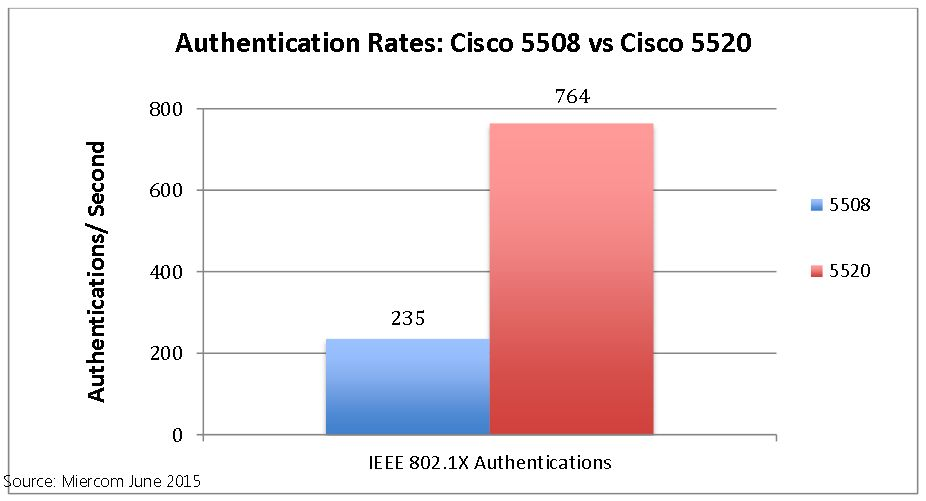 Authentication Rates: Cisco 5508 vs Cisco 5520
Authentications/ Second
800
600
400
200
0
235
764
IEEE 802.1X Authentications
5508
5520
Source: Miercom June 2015